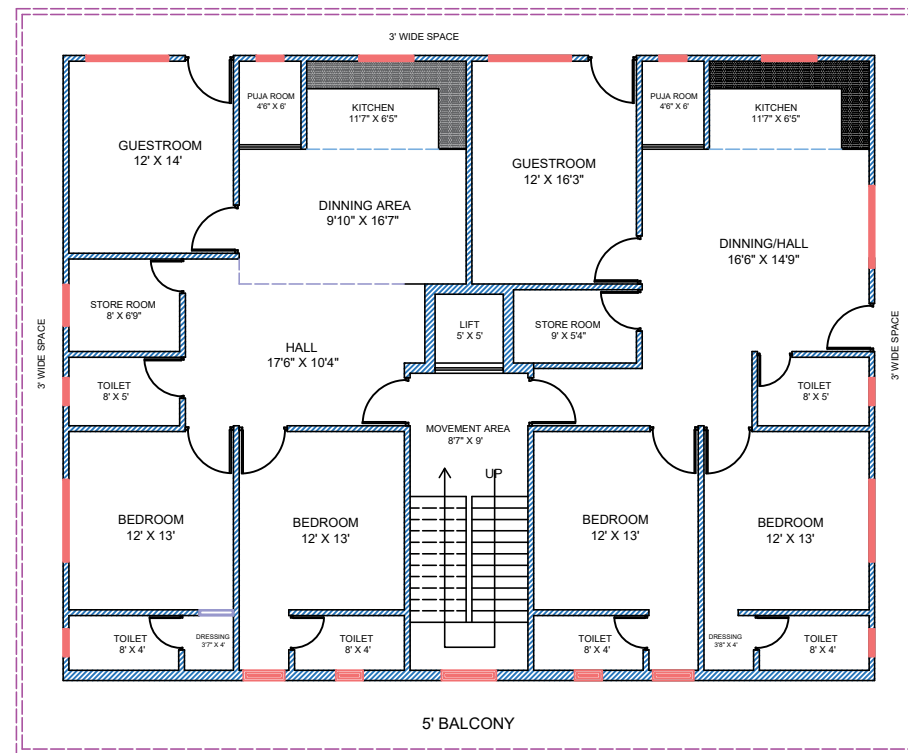 3' WIDE SPACE
PUJA ROOM
4'6" X 6'
KITCHEN
11'7" X 6'5"
PUJA ROOM
4'6" X 6'
KITCHEN
11'7" X 6'5"
GUESTROOM
12' X 14'
GUESTROOM
12' X 16'3"
DINNING AREA
9'10" X 16'7"
DINNING/HALL
16'6" X 14'9"
STORE ROOM
8' X 6'9"
LIFT
5' X 5'
STORE ROOM
9' X 5'4"
3' WIDE SPACE
HALL
17'6" X 10'4"
3' WIDE SPACE
TOILET
8' X 5'
TOILET
8' X 5'
MOVEMENT AREA
8'7" X 9'
UP
BEDROOM
12' X 13'
BEDROOM
12' X 13'
BEDROOM
12' X 13'
BEDROOM
12' X 13'
TOILET
8' X 4'
DRESSING
3'7" X 4'
TOILET
8' X 4'
TOILET
8' X 4'
DRESSING
3'8" X 4'
TOILET
8' X 4'
5' BALCONY